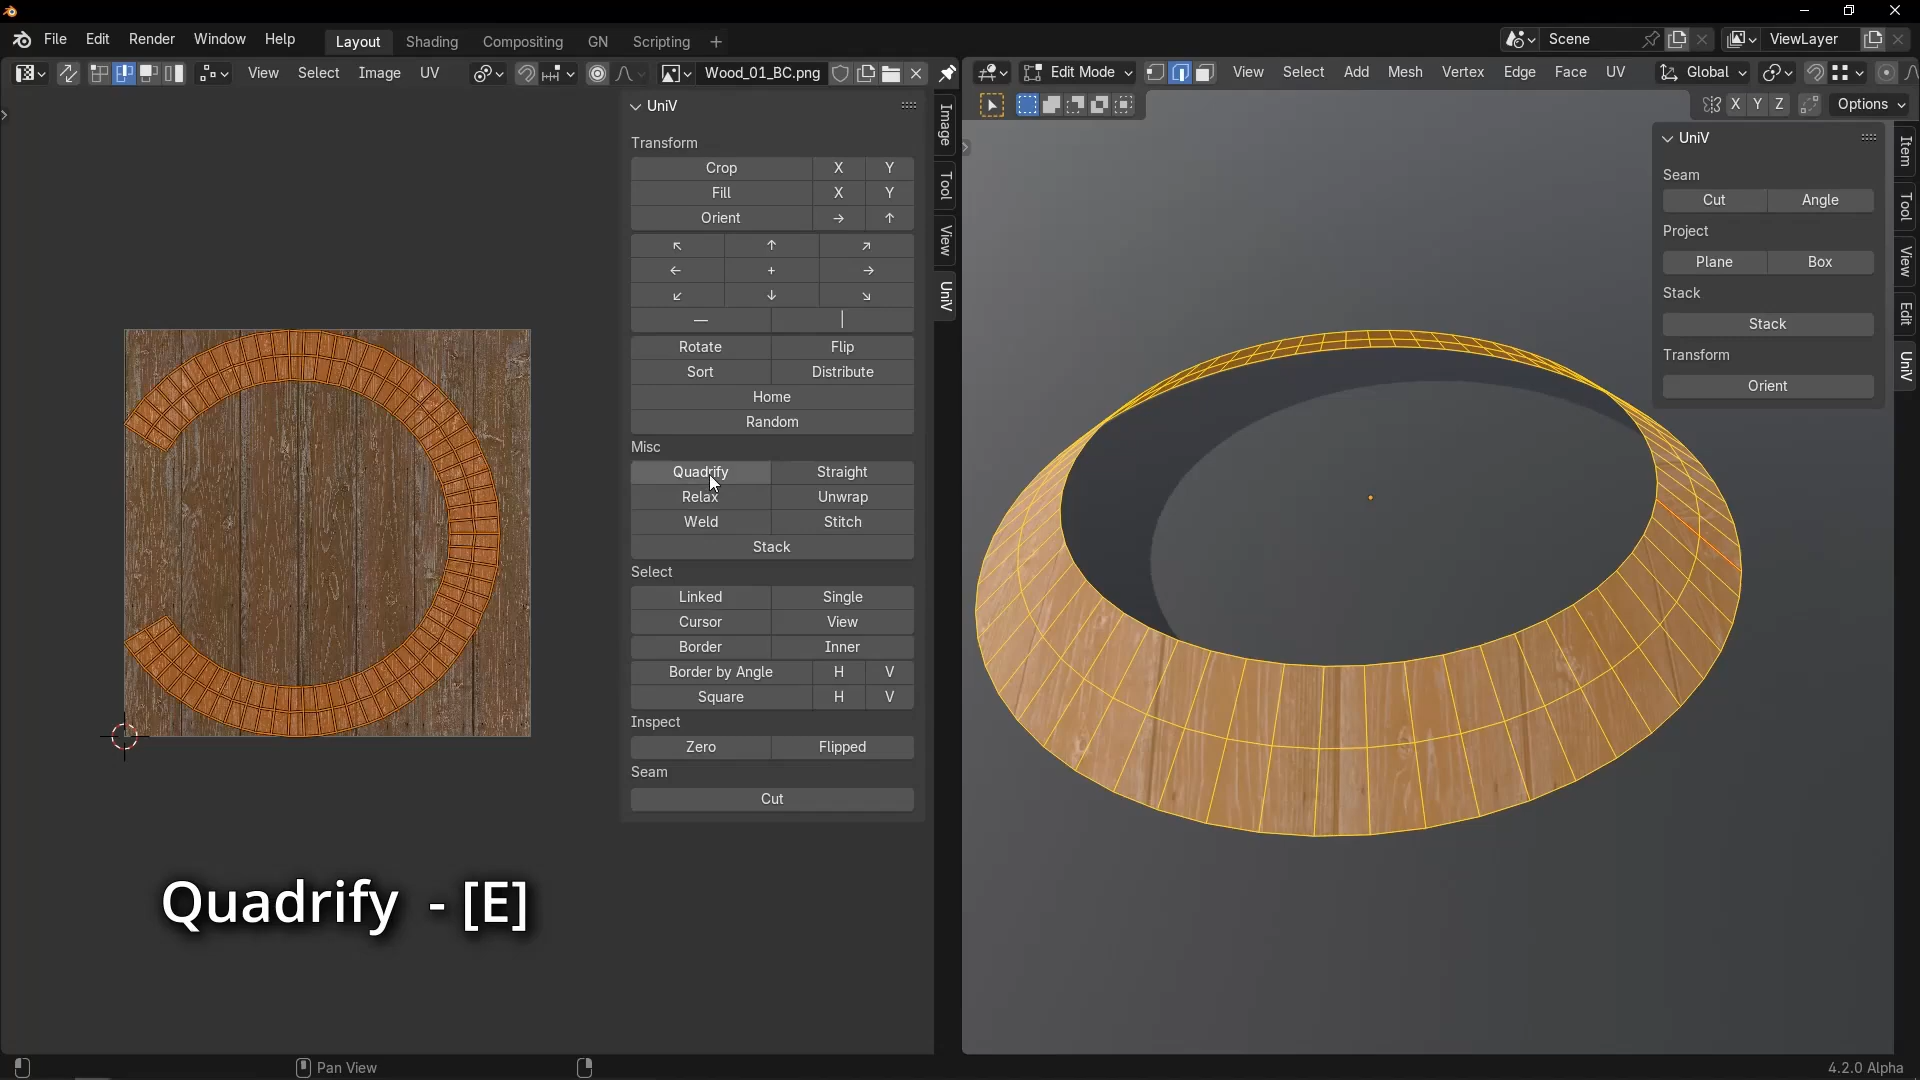 File Edit Render Window Help Layout Shading Compositing GN Scripting + Scene ViewLayer
View Select Image UV Wood_01_BC.png
Edit Mode View Select Add Mesh Vertex Edge Face UV Global
X Y Z Options
UniV
Transform
Crop X Y
Fill X Y
Orient → ↑
↖ ↑ ↗
← + →
↙ ↓ ↘
— |
Rotate Flip
Sort Distribute
Home
Random
Misc
Quadrify Straight
Relax Unwrap
Weld Stitch
Stack
Select
Linked Single
Cursor View
Border Inner
Border by Angle H V
Square H V
Inspect
Zero Flipped
Seam
Cut
Image
Tool
View
UniV
UniV
Seam
Cut Angle
Project
Plane Box
Stack
Stack
Transform
Orient
Item
Tool
View
Edit
UniV
Quadrify - [E]
Pan View
4.2.0 Alpha